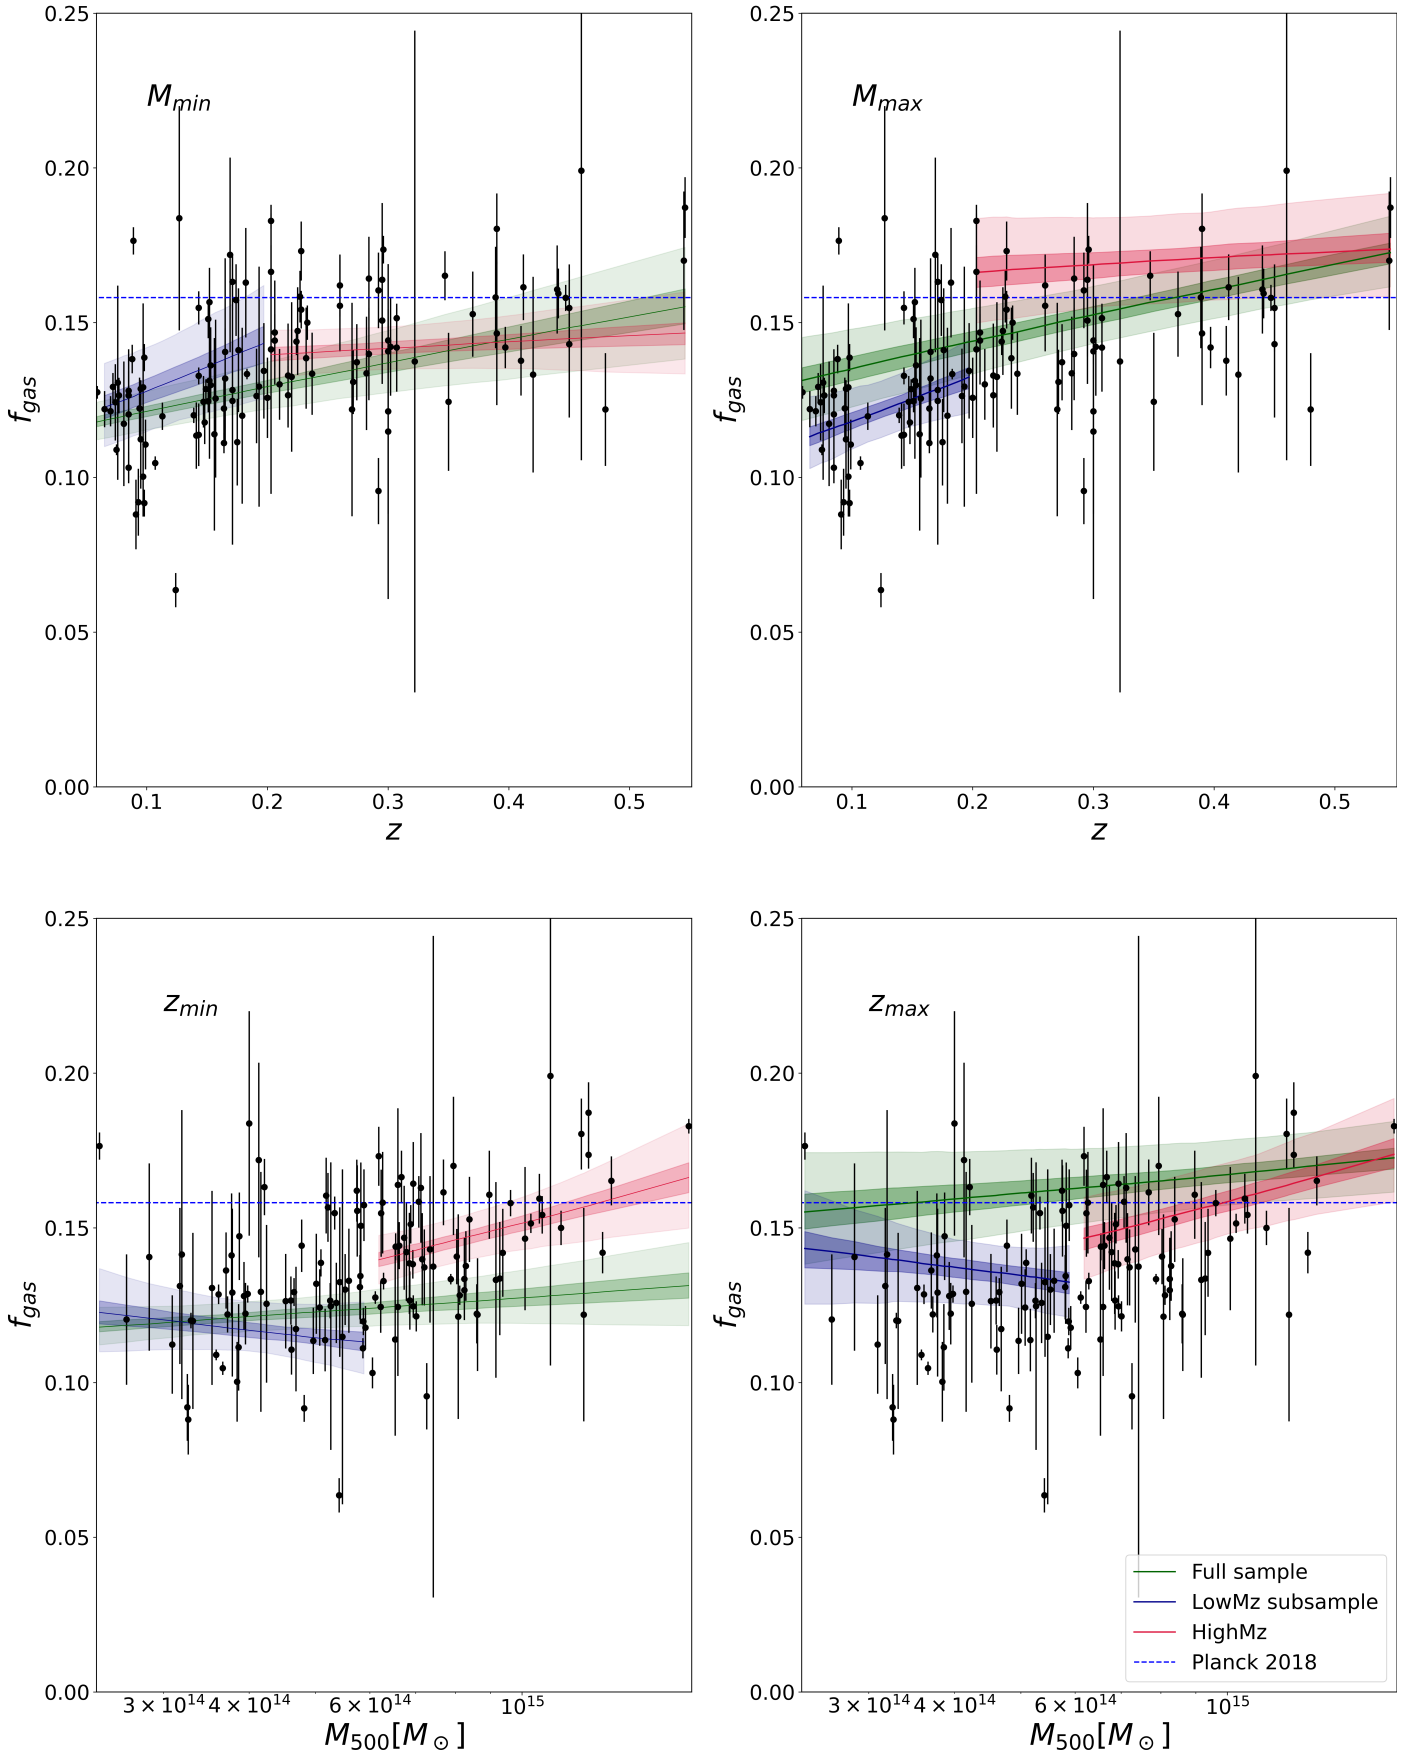 0.25
0.20
0.15
0.10
0.05
0.00
f_gas
M_min
0.1 0.2 0.3 0.4 0.5
z
0.25
0.20
0.15
0.10
0.05
0.00
f_gas
M_max
0.1 0.2 0.3 0.4 0.5
z
0.25
0.20
0.15
0.10
0.05
0.00
f_gas
z_min
3 × 10^14 4 × 10^14 6 × 10^14 10^15
M_500[M_⊙]
0.25
0.20
0.15
0.10
0.05
0.00
f_gas
z_max
Full sample
LowMz subsample
HighMz
Planck 2018
3 × 10^14 4 × 10^14 6 × 10^14 10^15
M_500[M_⊙]